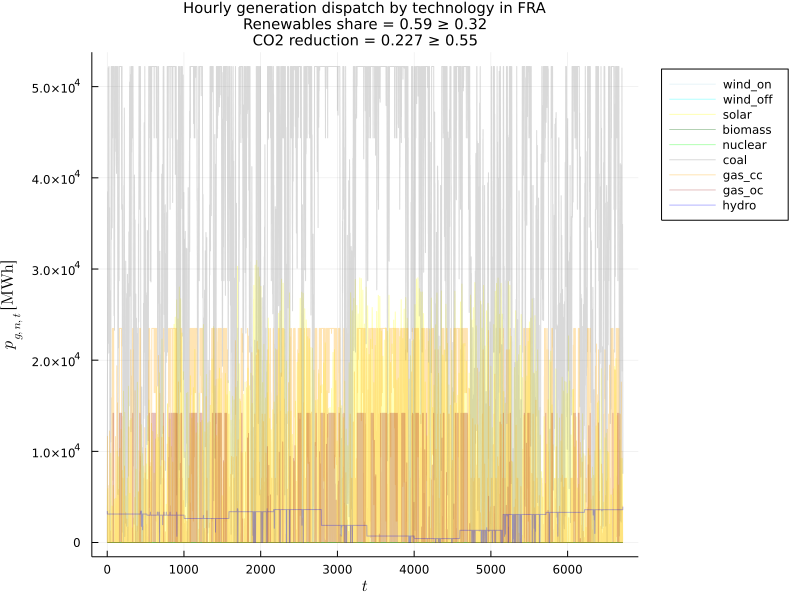 Hourly generation dispatch by technology in FRA
Renewables share = 0.59 ≥ 0.32
CO2 reduction = 0.227 ≥ 0.55
5.0×10⁴
4.0×10⁴
3.0×10⁴
2.0×10⁴
1.0×10⁴
0
p_{g,n,t} [MWh]
0 1000 2000 3000 4000 5000 6000
t
wind_on
wind_off
solar
biomass
nuclear
coal
gas_cc
gas_oc
hydro